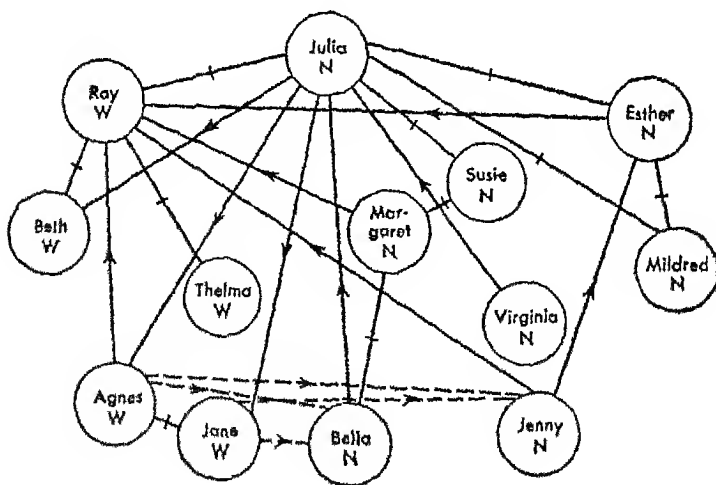 Julia
N
Ray
W
Esther
N
Susie
N
Mar-
garet
N
Beth
W
Mildred
N
Thelma
W
Virginia
N
Agnes
W
Jane
W
Bella
N
Jenny
N